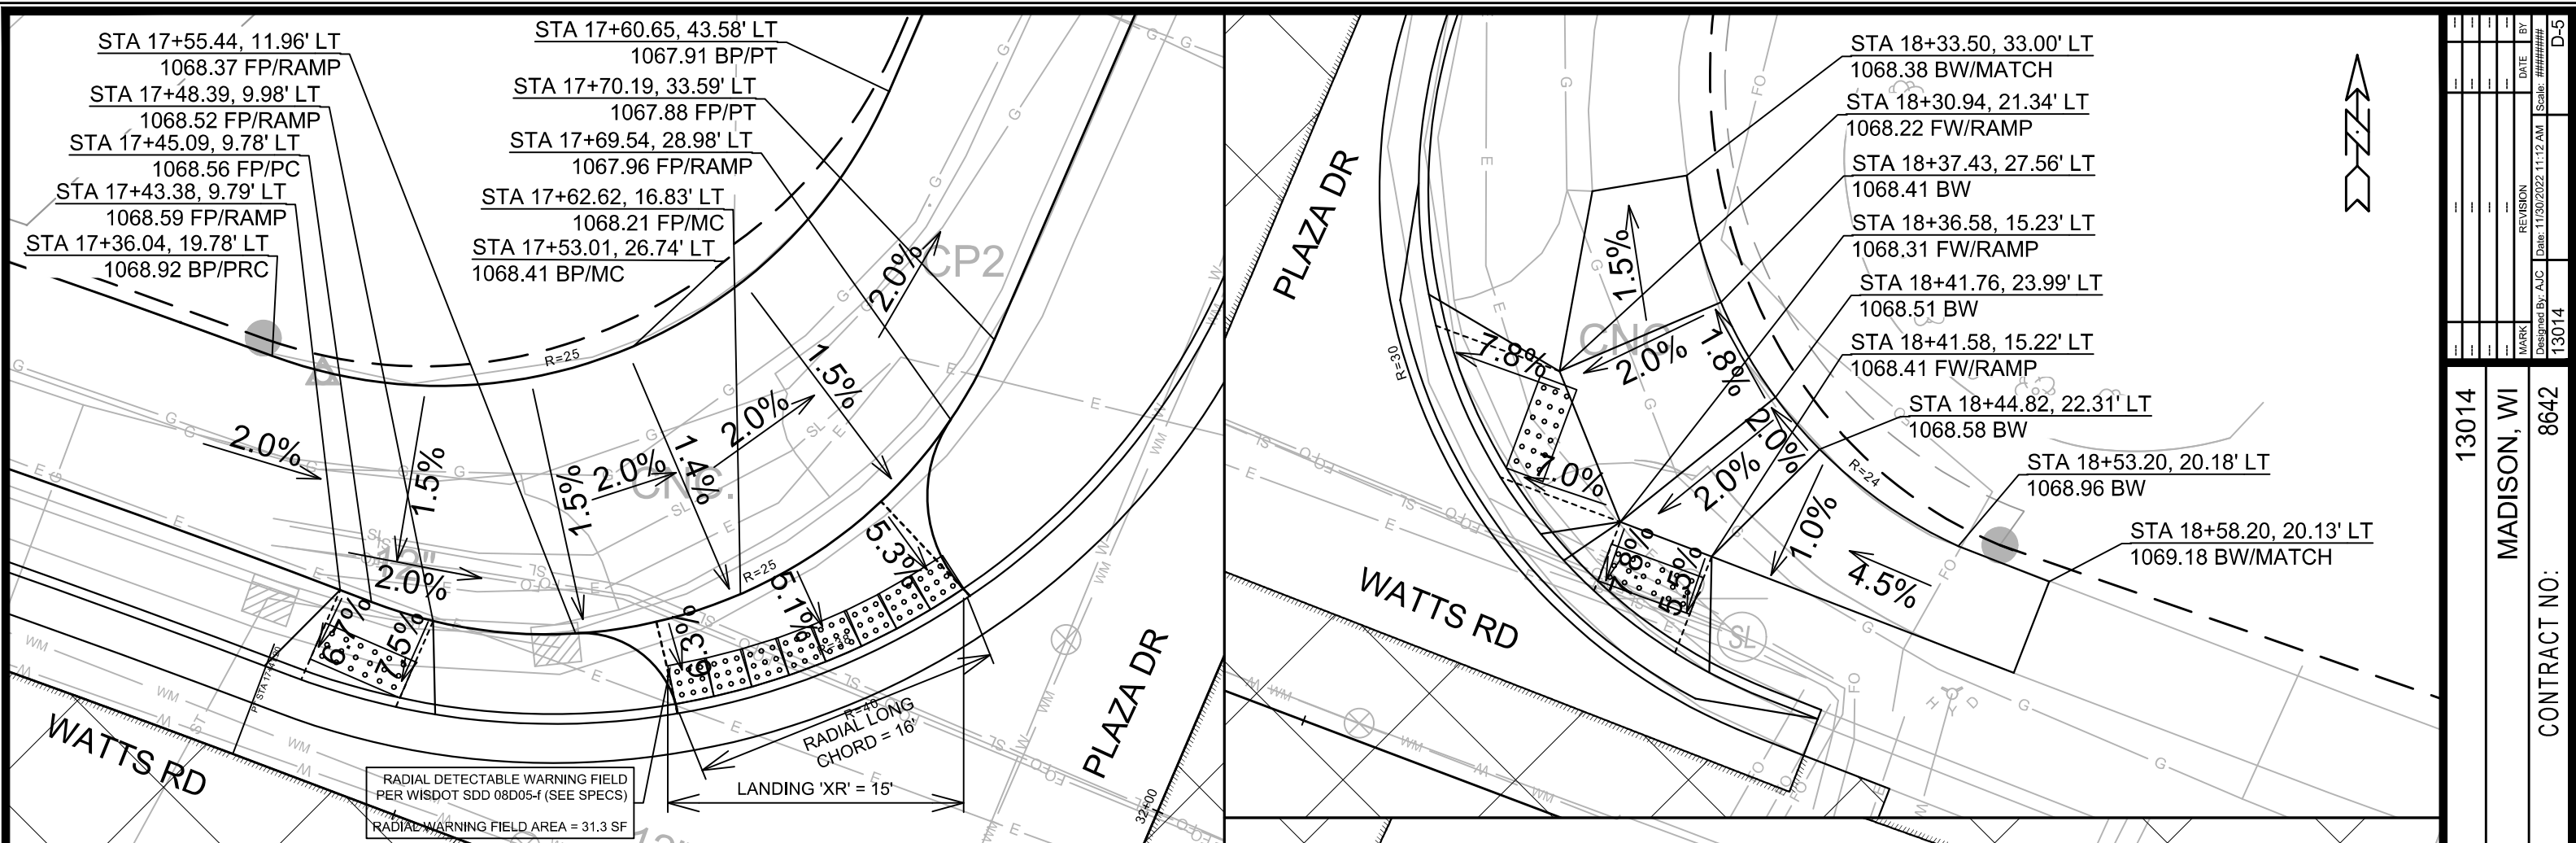 STA 17+55.44, 11.96' LT
1068.37 FP/RAMP
STA 17+48.39, 9.98' LT
1068.52 FP/RAMP
STA 17+45.09, 9.78' LT
1068.56 FP/PC
STA 17+43.38, 9.79' LT
1068.59 FP/RAMP
STA 17+36.04, 19.78' LT
1068.92 BP/PRC
STA 17+60.65, 43.58' LT
1067.91 BP/PT
STA 17+70.19, 33.59' LT
1067.88 FP/PT
STA 17+69.54, 28.98' LT
1067.96 FP/RAMP
STA 17+62.62, 16.83' LT
1068.21 FP/MC
STA 17+53.01, 26.74' LT
1068.41 BP/MC
CP2
2.0%
R=25
1.5%
2.0%
2.0%
1.5%
1.4%
2.0%
1.5%
CNC.
12"
2.0%
R=25
5.3%
5.1%
6.3%
6.7%
7.5%
R=40
RADIAL LONG
CHORD = 16'
LANDING 'XR' = 15'
WATTS RD
PLAZA DR
32+00
RADIAL DETECTABLE WARNING FIELD
PER WISDOT SDD 08D05-f (SEE SPECS)
RADIAL WARNING FIELD AREA = 31.3 SF
PLAZA DR
STA 18+33.50, 33.00' LT
1068.38 BW/MATCH
STA 18+30.94, 21.34' LT
1068.22 FW/RAMP
STA 18+37.43, 27.56' LT
1068.41 BW
STA 18+36.58, 15.23' LT
1068.31 FW/RAMP
STA 18+41.76, 23.99' LT
1068.51 BW
STA 18+41.58, 15.22' LT
1068.41 FW/RAMP
STA 18+44.82, 22.31' LT
1068.58 BW
STA 18+53.20, 20.18' LT
1068.96 BW
STA 18+58.20, 20.13' LT
1069.18 BW/MATCH
R=30
1.5%
CNC
7.8%
2.0%
1.8%
7.0%
2.0%
2.0%
1.0%
4.5%
R=24
7.8%
5.5%
SL
HYD
WATTS RD
N
MARK
REVISION
DATE
BY
Designed By: AJC
Date: 11/30/2022 11:12 AM
Scale: ########
13014
D-5
13014
MADISON, WI
CONTRACT NO: 8642